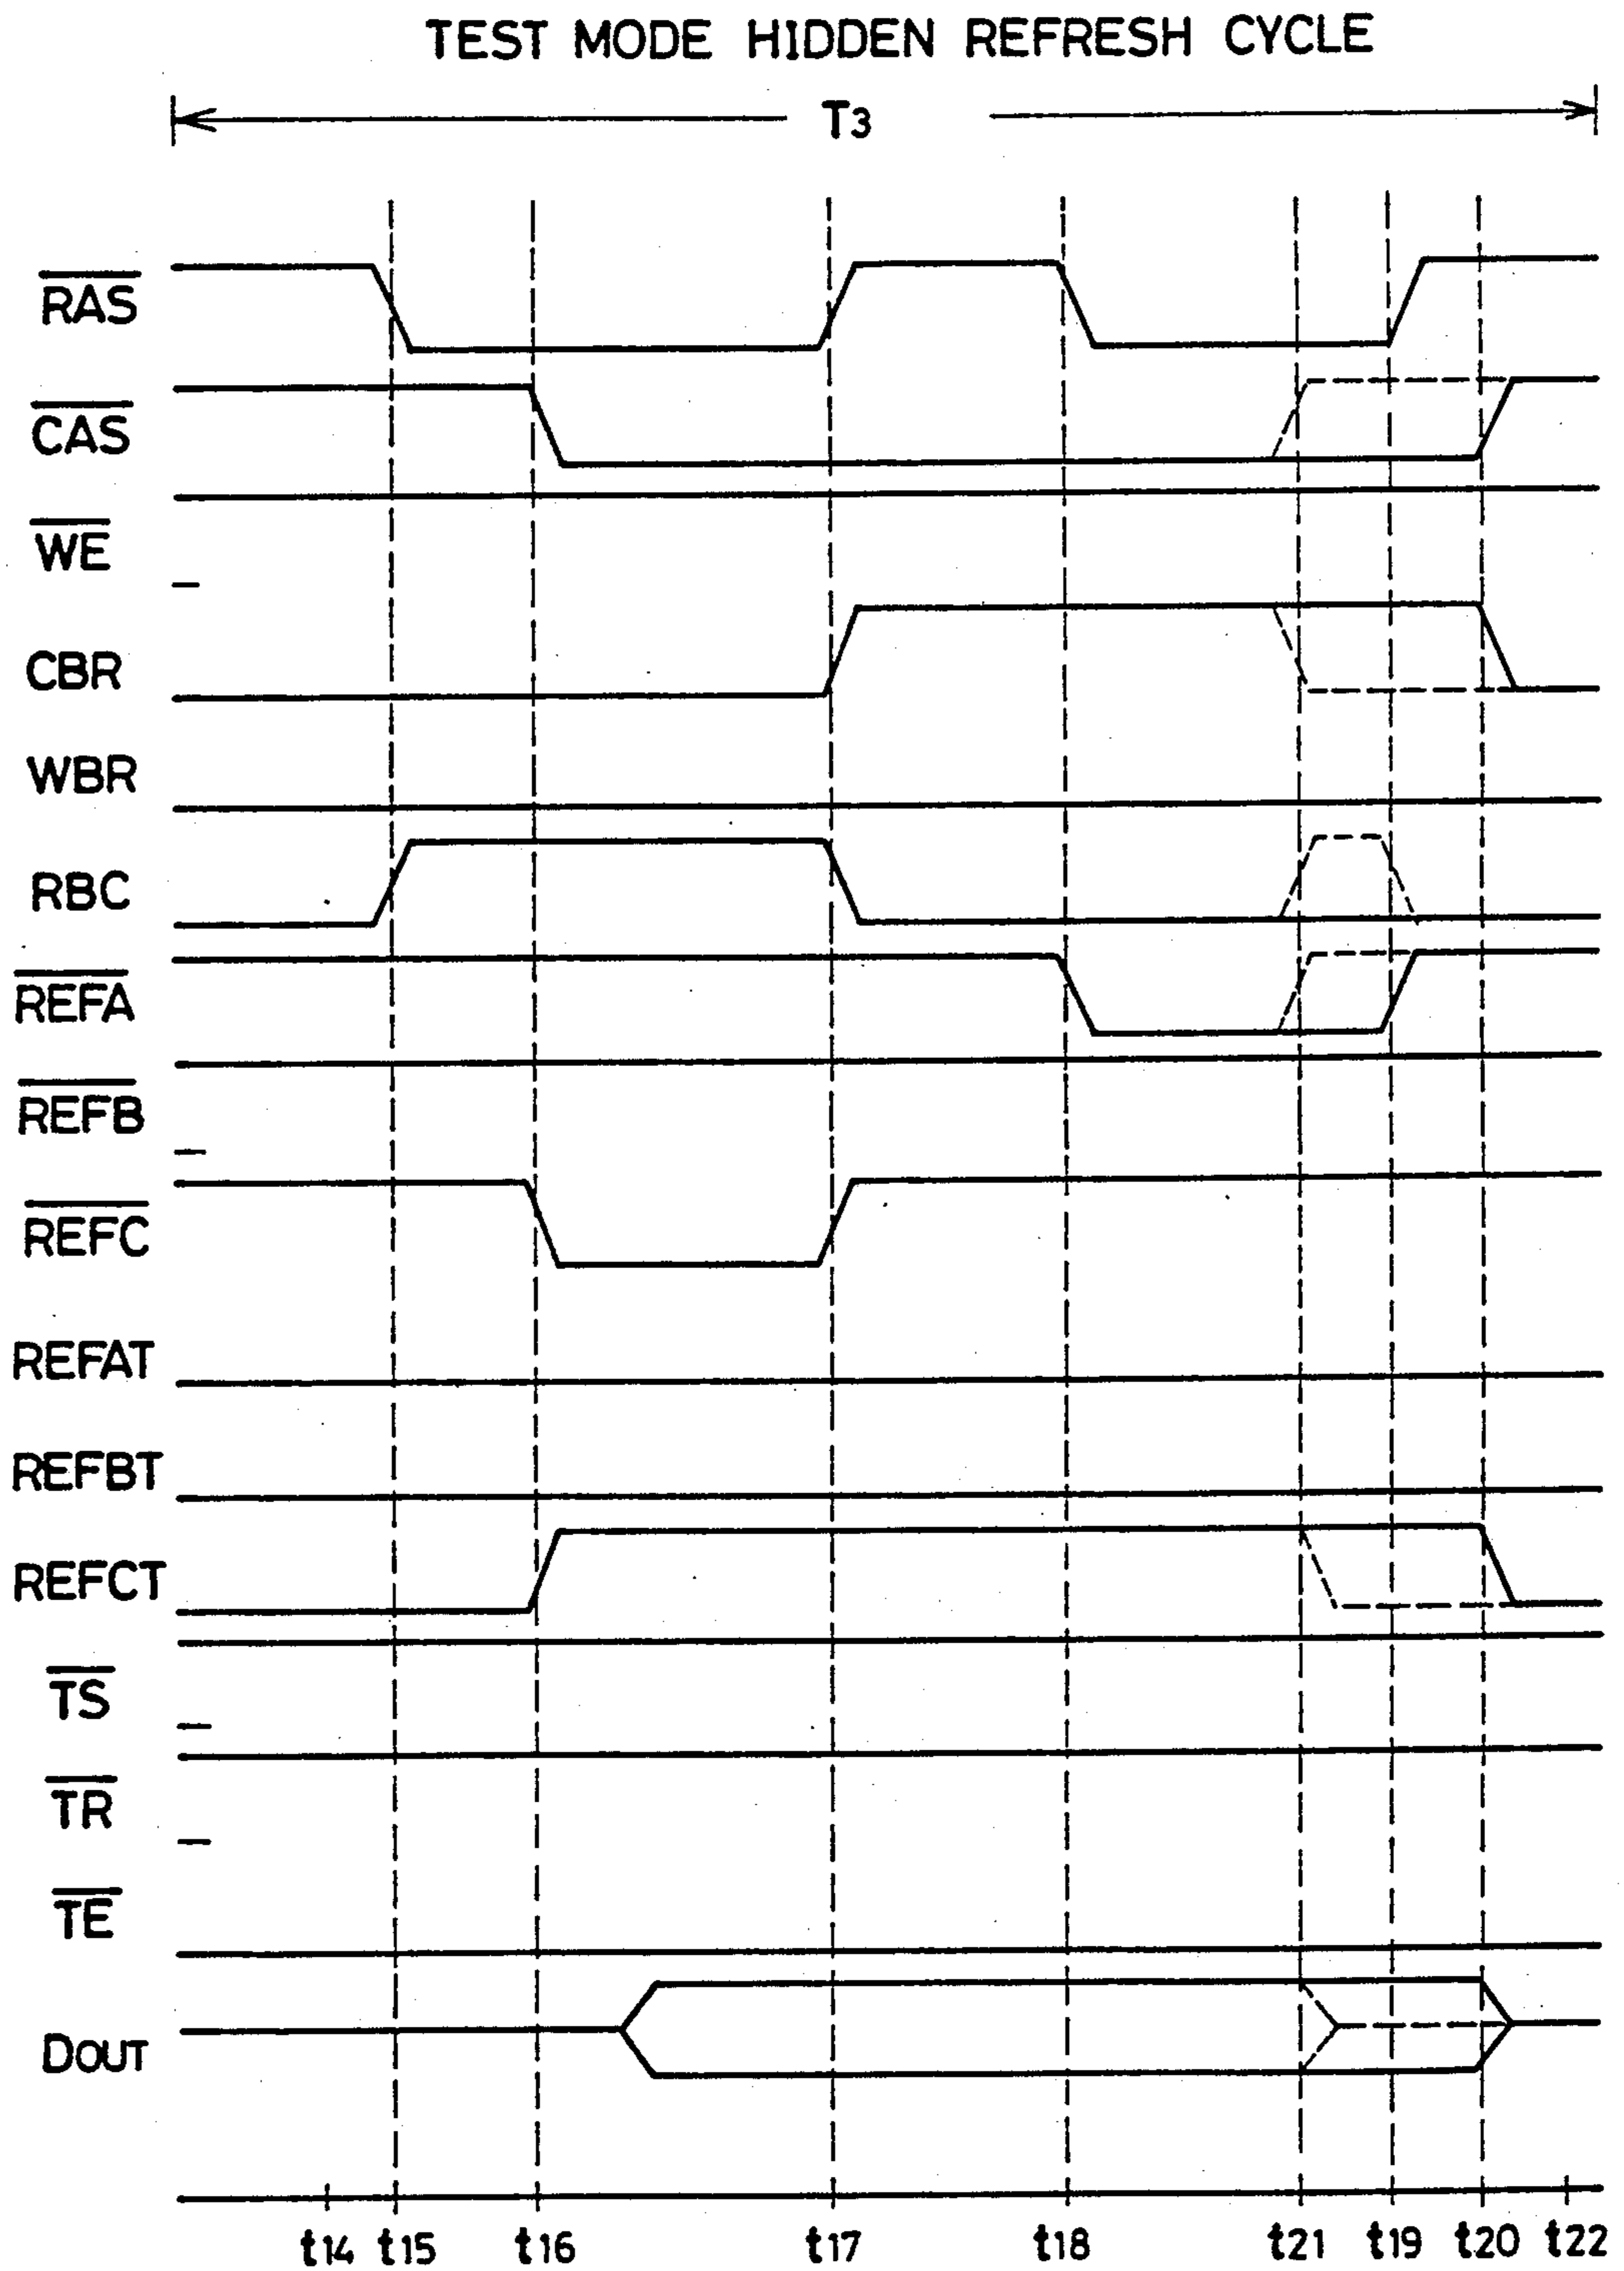 TEST MODE HIDDEN REFRESH CYCLE
T3
RAS
CAS
WE
CBR
WBR
RBC
REFA
REFB
REFC
REFAT
REFBT
REFCT
TS
TR
TE
DOUT
t14 t15 t16 t17 t18 t21 t19 t20 t22